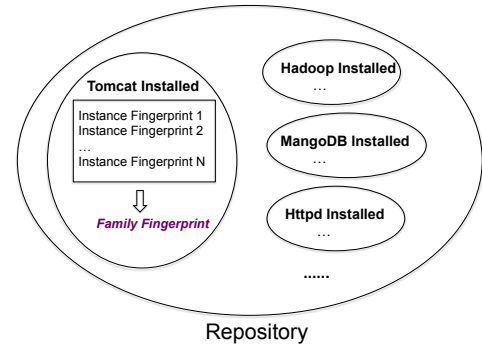 Tomcat Installed
Instance Fingerprint 1
Instance Fingerprint 2
...
Instance Fingerprint N
Family Fingerprint
Hadoop Installed
...
MangoDB Installed
...
Httpd Installed
...
......
Repository